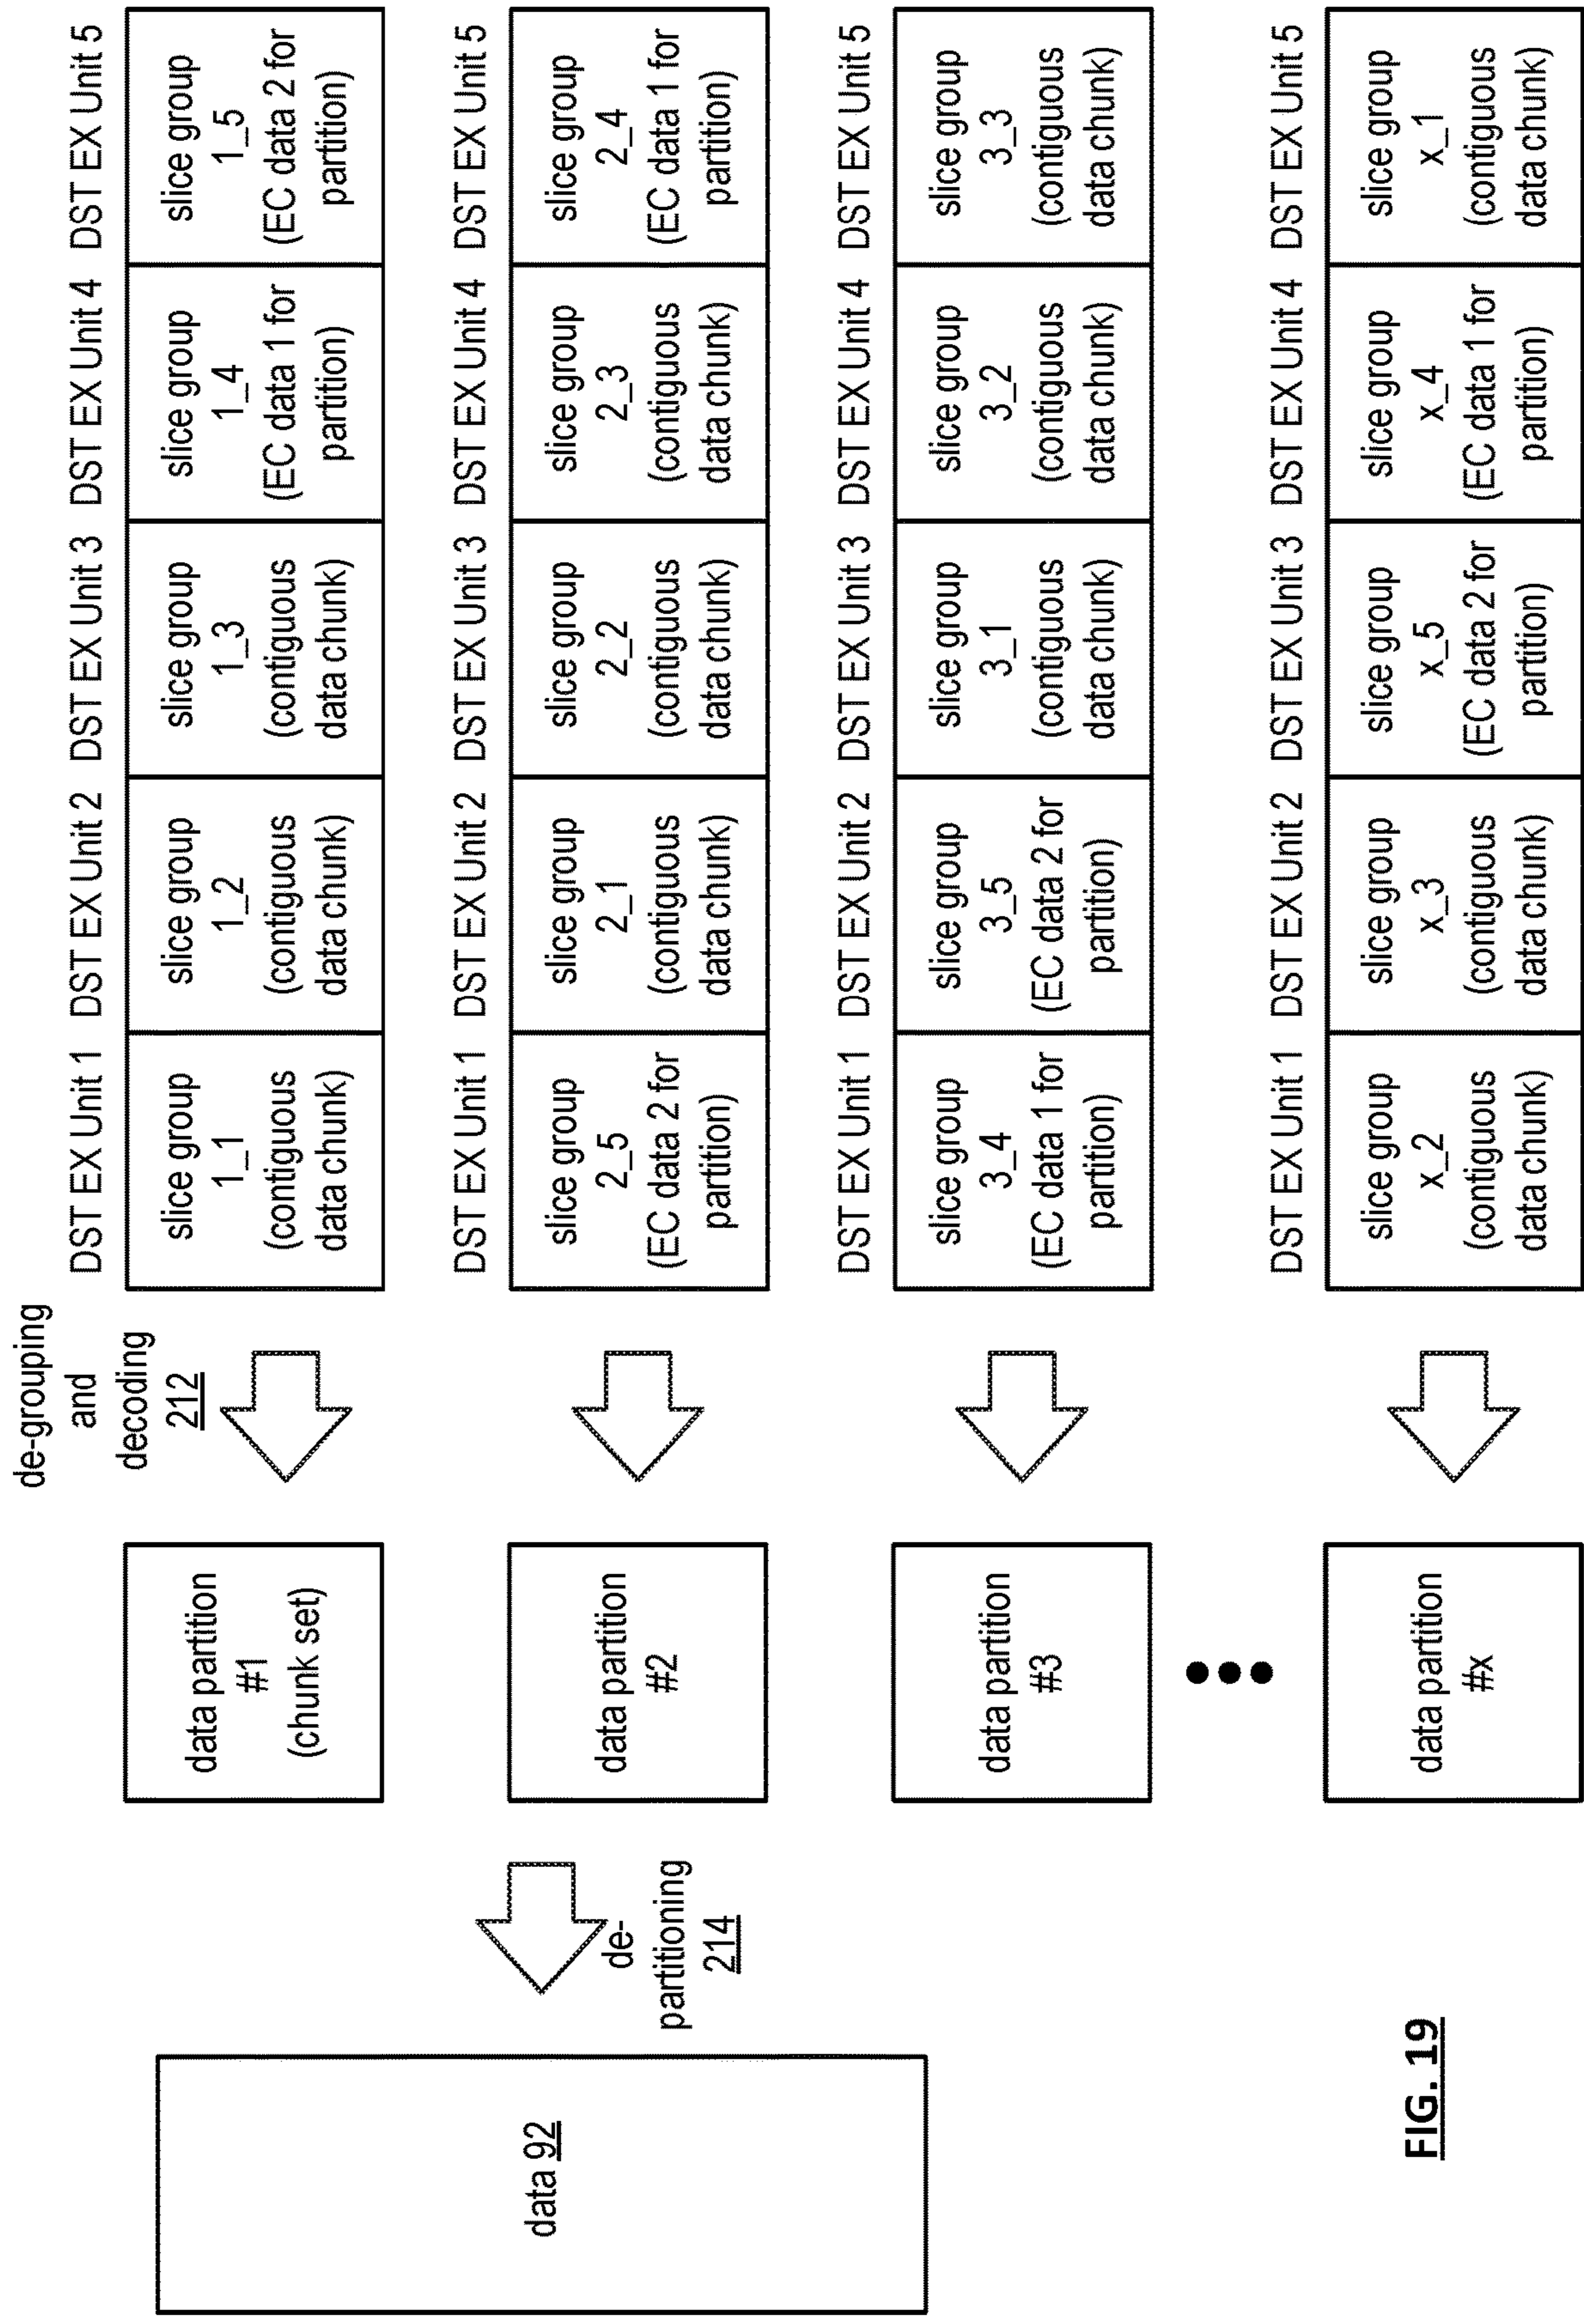 data 92
de-
partitioning
214
data partition
#1
(chunk set)
data partition
#2
data partition
#3
data partition
#x
de-grouping
and
decoding
212
DST EX Unit 1
slice group
1_1
(contiguous
data chunk)
DST EX Unit 2
slice group
1_2
(contiguous
data chunk)
DST EX Unit 3
slice group
1_3
(contiguous
data chunk)
DST EX Unit 4
slice group
1_4
(EC data 1 for
partition)
DST EX Unit 5
slice group
1_5
(EC data 2 for
partition)
DST EX Unit 1
slice group
2_5
(EC data 2 for
partition)
DST EX Unit 2
slice group
2_1
(contiguous
data chunk)
DST EX Unit 3
slice group
2_2
(contiguous
data chunk)
DST EX Unit 4
slice group
2_3
(contiguous
data chunk)
DST EX Unit 5
slice group
2_4
(EC data 1 for
partition)
DST EX Unit 1
slice group
3_4
(EC data 1 for
partition)
DST EX Unit 2
slice group
3_5
(EC data 2 for
partition)
DST EX Unit 3
slice group
3_1
(contiguous
data chunk)
DST EX Unit 4
slice group
3_2
(contiguous
data chunk)
DST EX Unit 5
slice group
3_3
(contiguous
data chunk)
DST EX Unit 1
slice group
x_2
(contiguous
data chunk)
DST EX Unit 2
slice group
x_3
(contiguous
data chunk)
DST EX Unit 3
slice group
x_5
(EC data 2 for
partition)
DST EX Unit 4
slice group
x_4
(EC data 1 for
partition)
DST EX Unit 5
slice group
x_1
(contiguous
data chunk)
FIG. 19